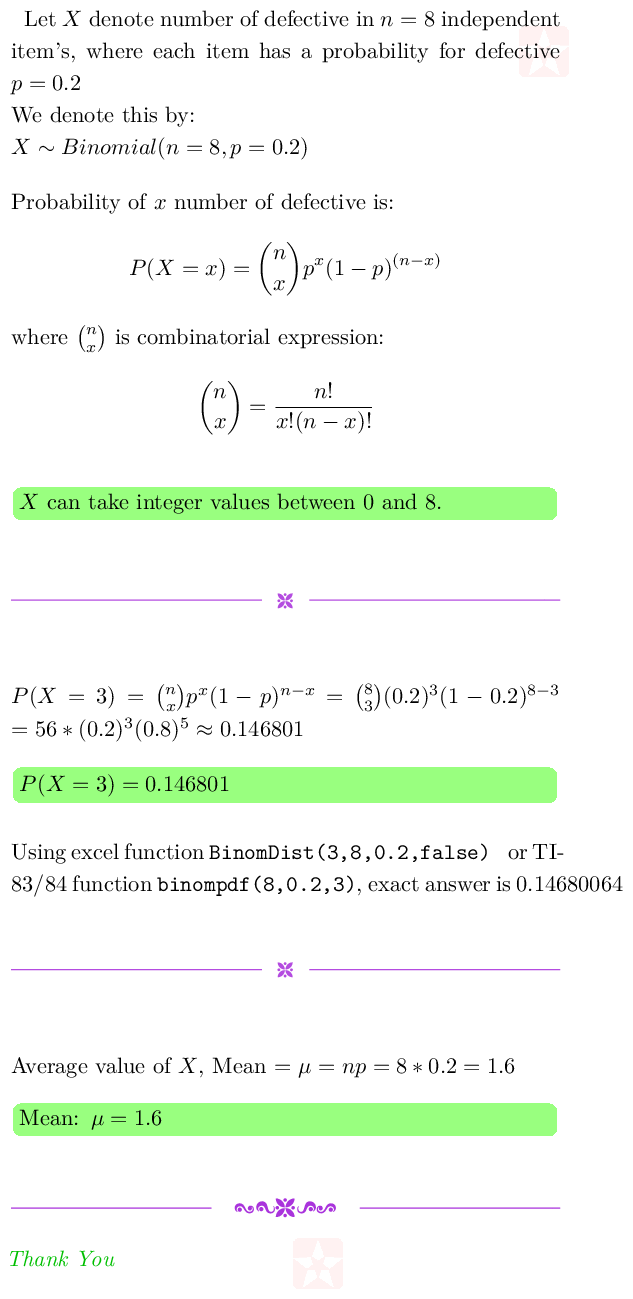 Let X denote number of defective in n = 8 independent
item's, where each item has a probability for defective
p = 0.2
We denote this by:
X ∼ Binomial(n = 8, p = 0.2)
Probability of x number of defective is:
P(X = x) = \binom{n}{x} p^x (1 − p)^{(n−x)}
where \binom{n}{x} is combinatorial expression:
\binom{n}{x} = \frac{n!}{x!(n − x)!}
X can take integer values between 0 and 8.
P(X = 3) = \binom{n}{x} p^x (1 − p)^{n−x} = \binom{8}{3} (0.2)^3 (1 − 0.2)^{8−3}
= 56 ∗ (0.2)^3 (0.8)^5 ≈ 0.146801
P(X = 3) = 0.146801
Using excel function BinomDist(3,8,0.2,false) or TI-
83/84 function binompdf(8,0.2,3), exact answer is 0.14680064
Average value of X, Mean = μ = np = 8 ∗ 0.2 = 1.6
Mean: μ = 1.6
Thank You